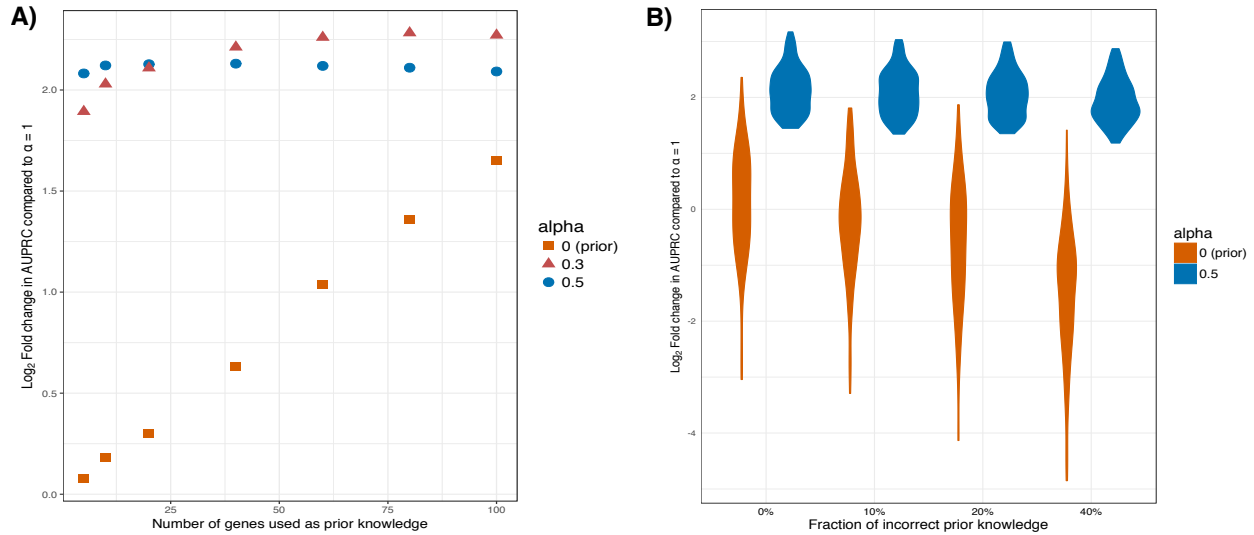 A)
Log₂ Fold change in AUPRC compared to α = 1
2.0
1.5
1.0
0.5
0.0
25
50
75
100
Number of genes used as prior knowledge
alpha
0 (prior)
0.3
0.5
B)
Log₂ Fold change in AUPRC compared to α = 1
2
0
-2
-4
0%
10%
20%
40%
Fraction of incorrect prior knowledge
alpha
0 (prior)
0.5